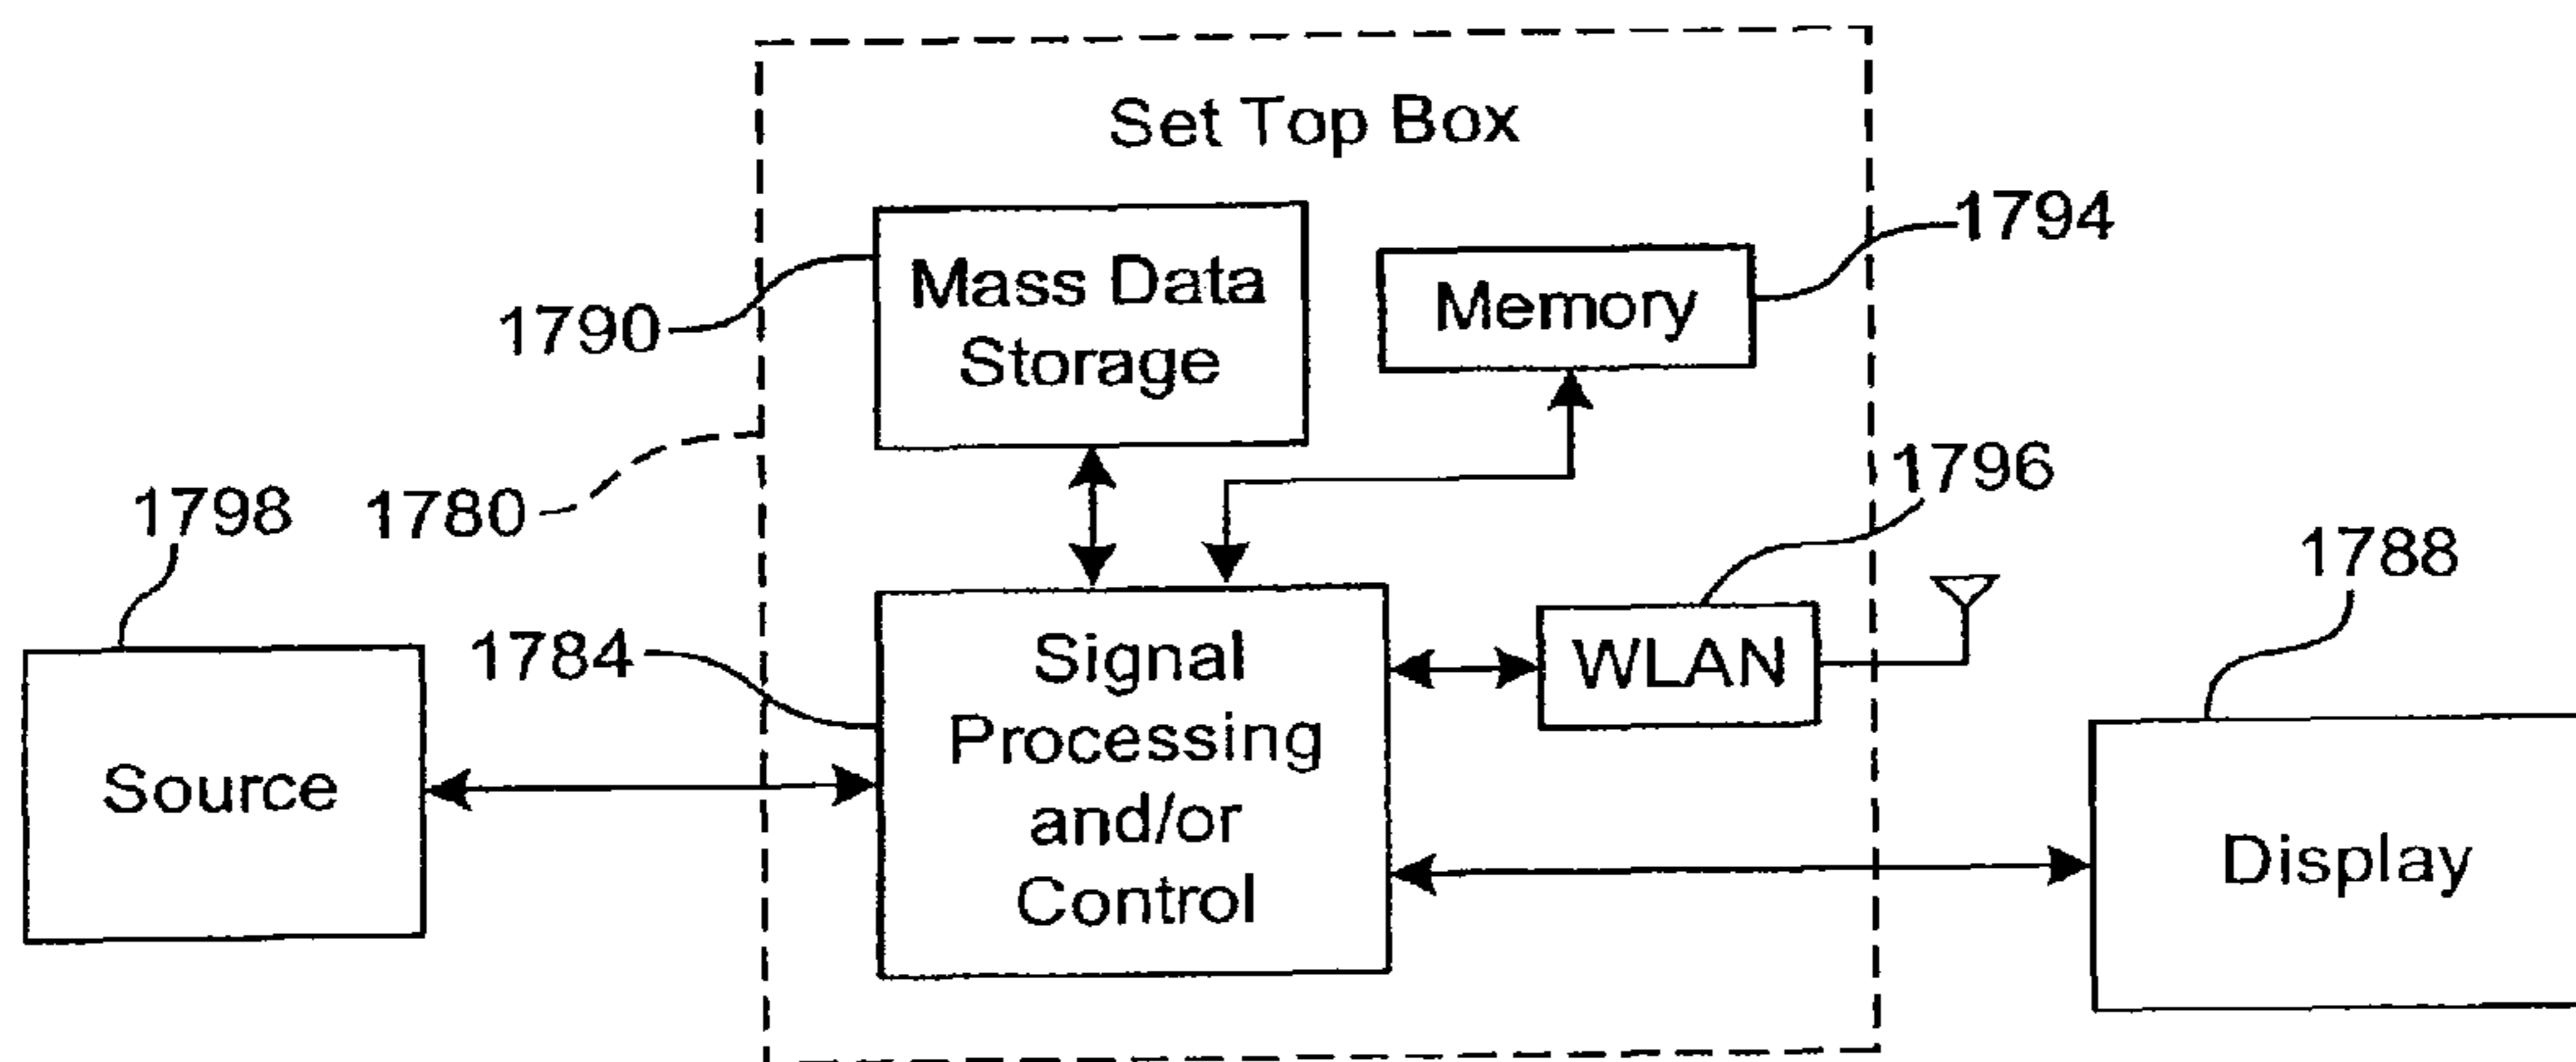 Set Top Box
1794
Mass Data
Storage
Memory
1790
1796
1798
1780
1788
1784
Signal
Processing
and/or
Control
WLAN
Source
Display